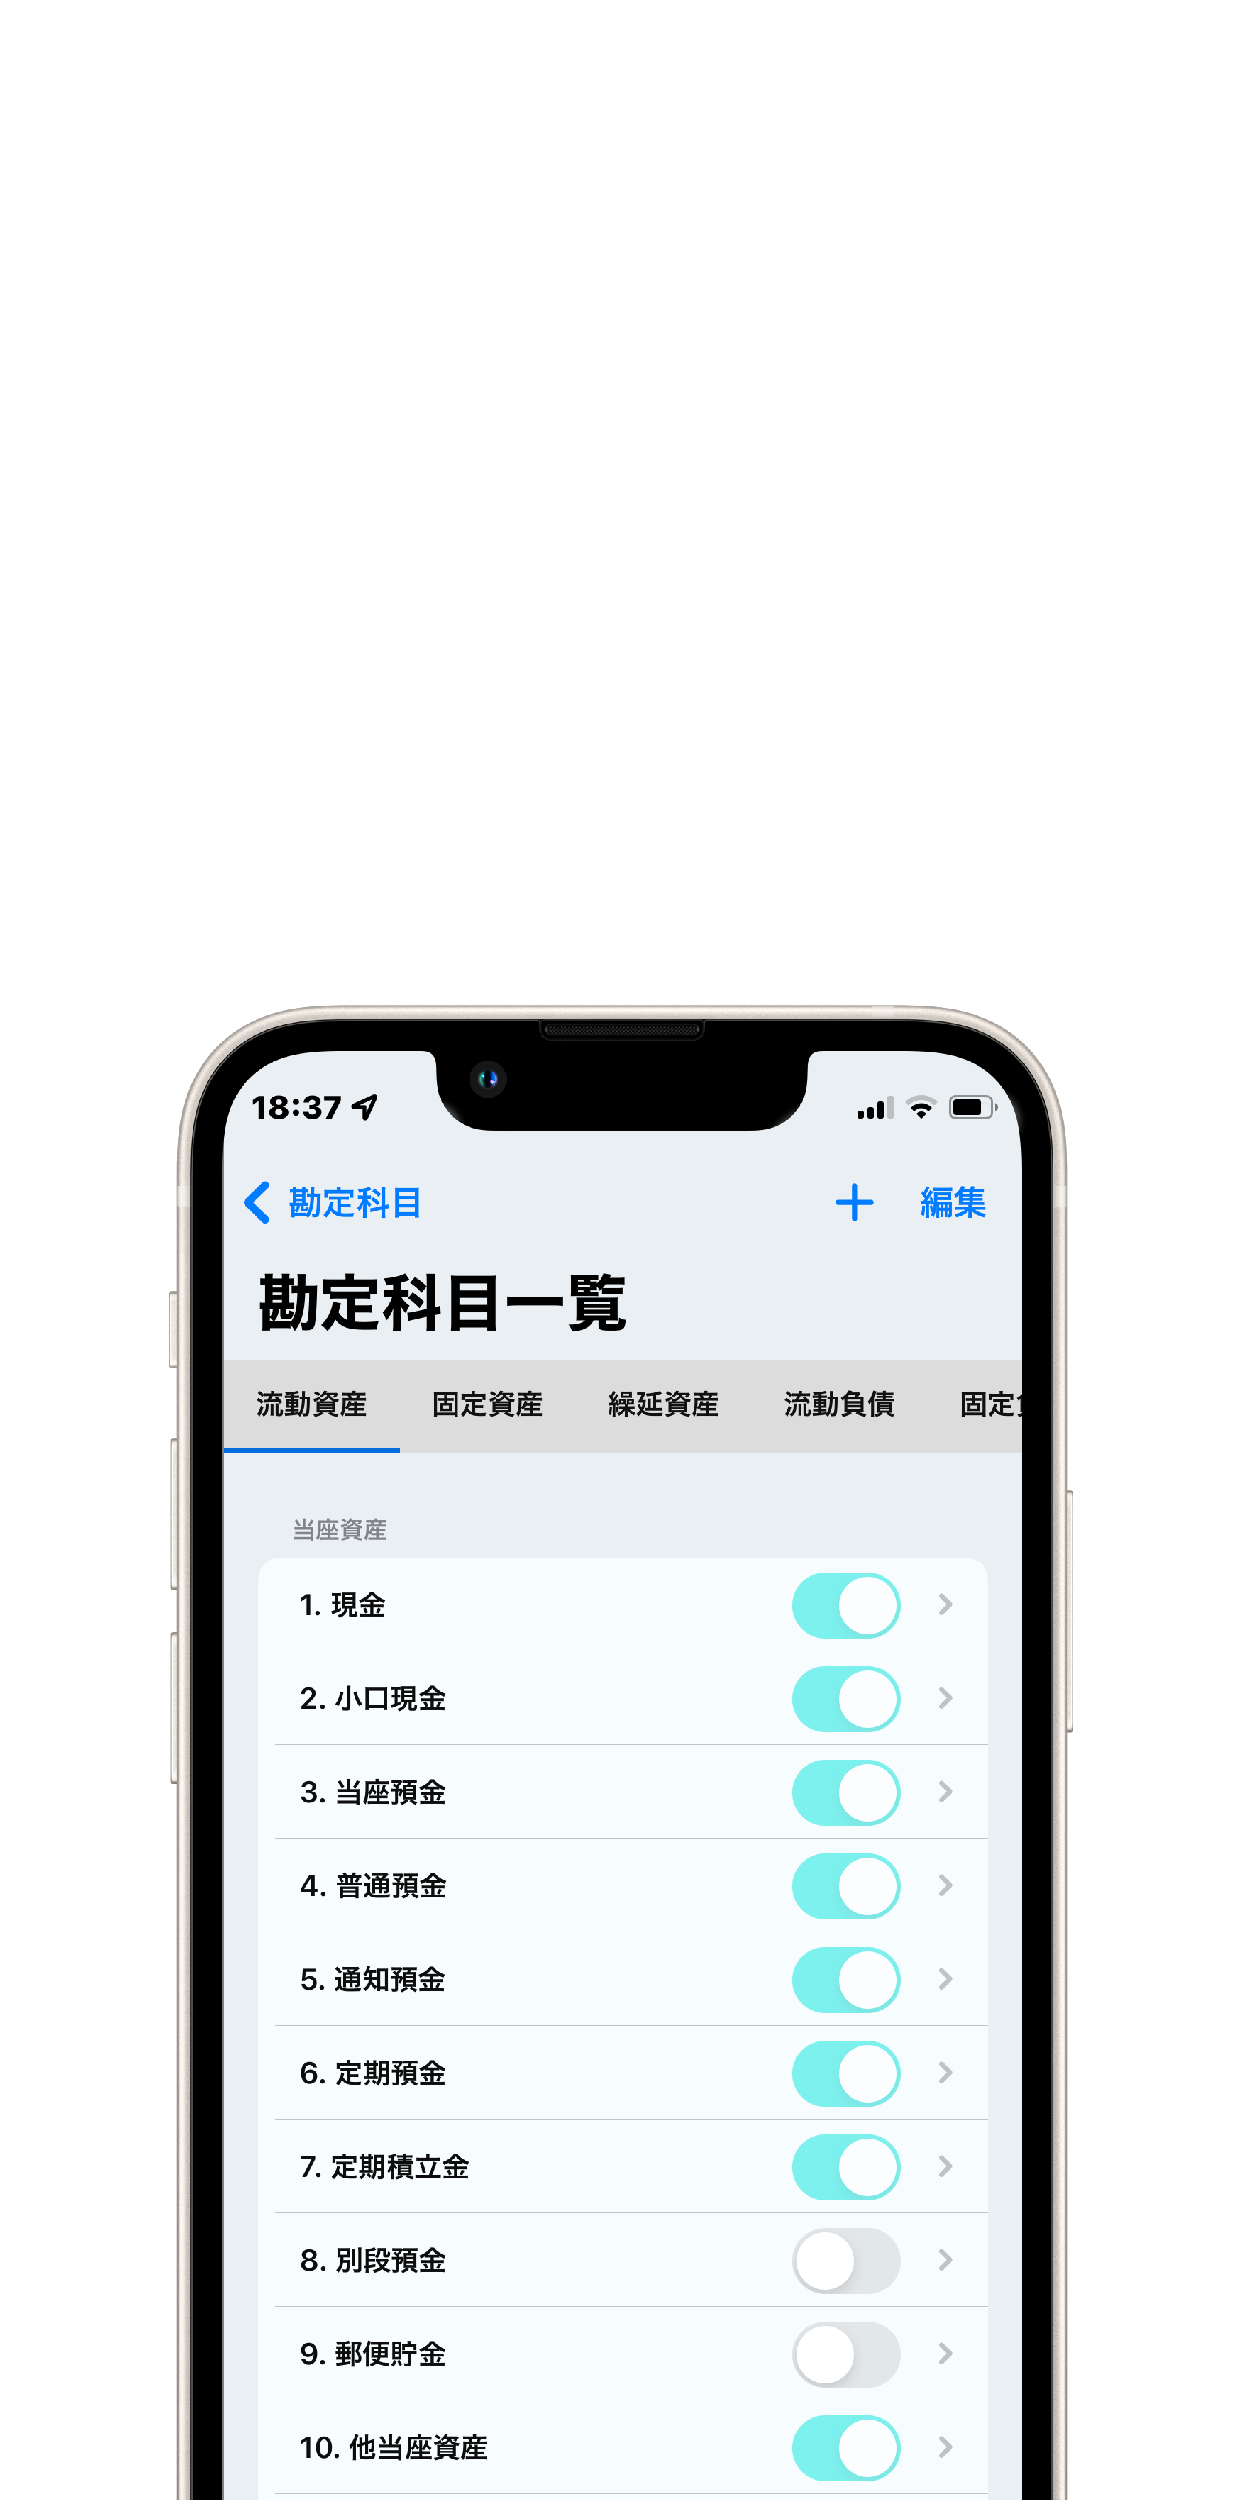 18:37
勘定科目
編集
勘定科目一覧
流動資産 固定資産 繰延資産 流動負債 固定
当座資産
1. 現金
2. 小口現金
3. 当座預金
4. 普通預金
5. 通知預金
6. 定期預金
7. 定期積立金
8. 別段預金
9. 郵便貯金
10. 他当座資産